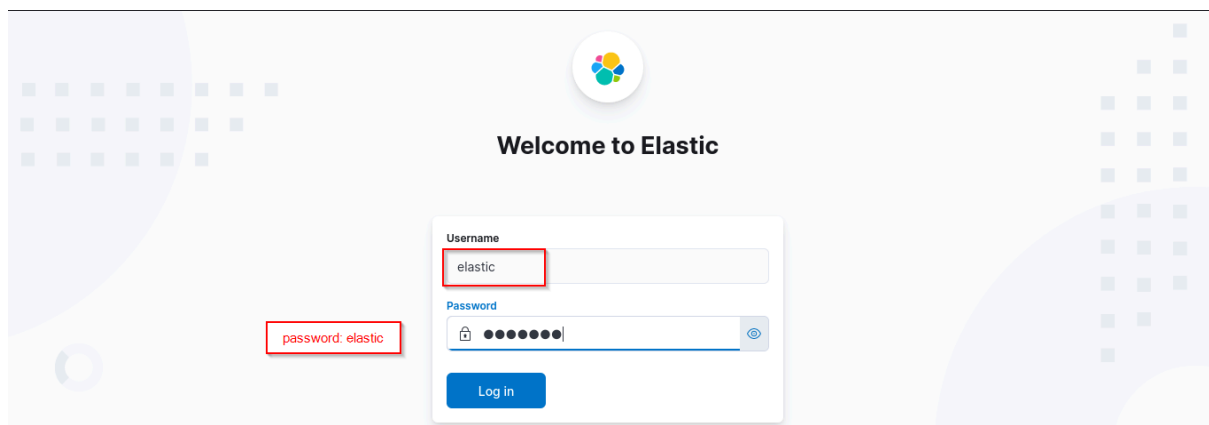 Welcome to Elastic
Username
elastic
Password
password: elastic
●●●●●●●
Log in